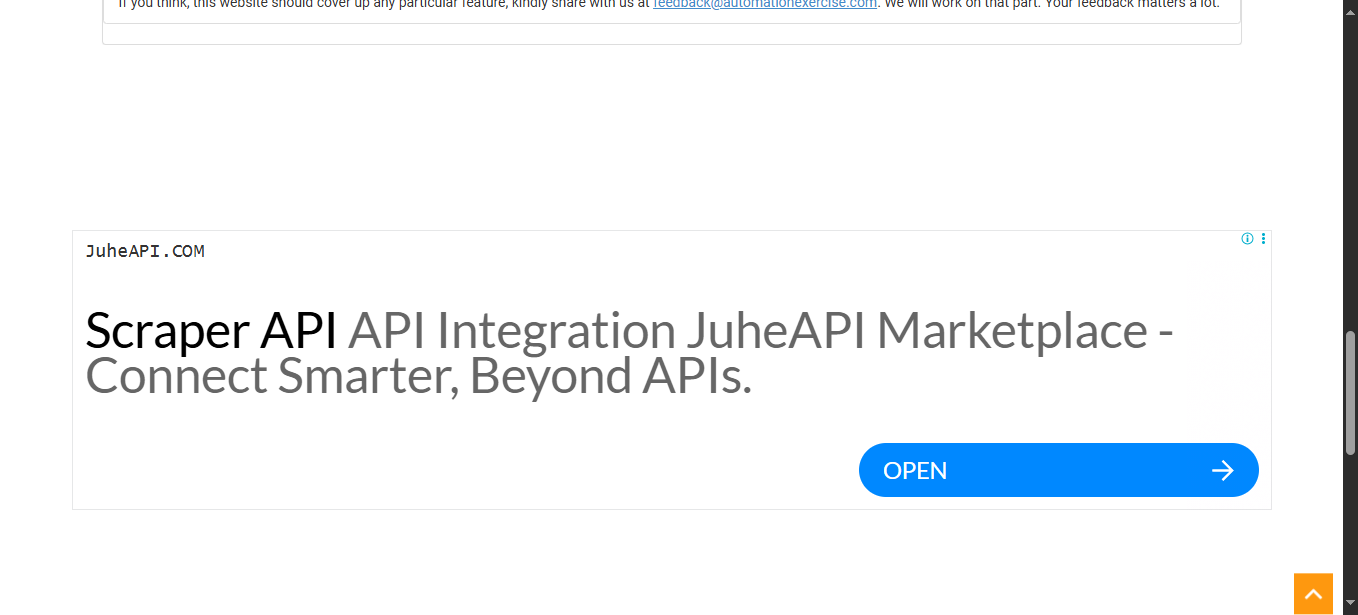 If you think, this website should cover up any particular feature, kindly share with us at feedback@automationexercise.com. We will work on that part. Your feedback matters a lot.
JuheAPI.COM
Scraper API API Integration JuheAPI Marketplace -
Connect Smarter, Beyond APIs.
OPEN